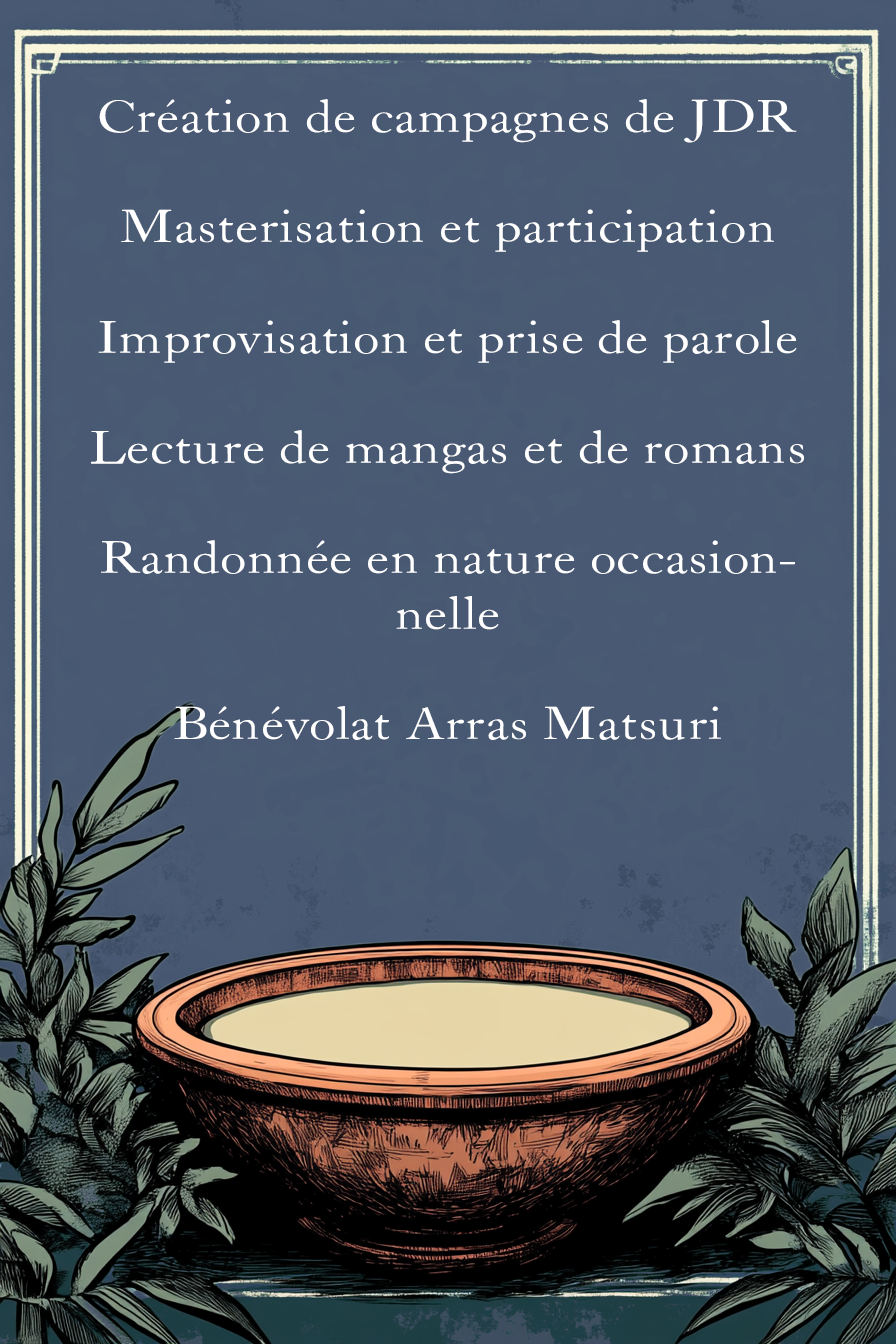 Création de campagnes de JDR
Masterisation et participation
Improvisation et prise de parole
Lecture de mangas et de romans
Randonnée en nature occasion-
nelle
Bénévolat Arras Matsuri